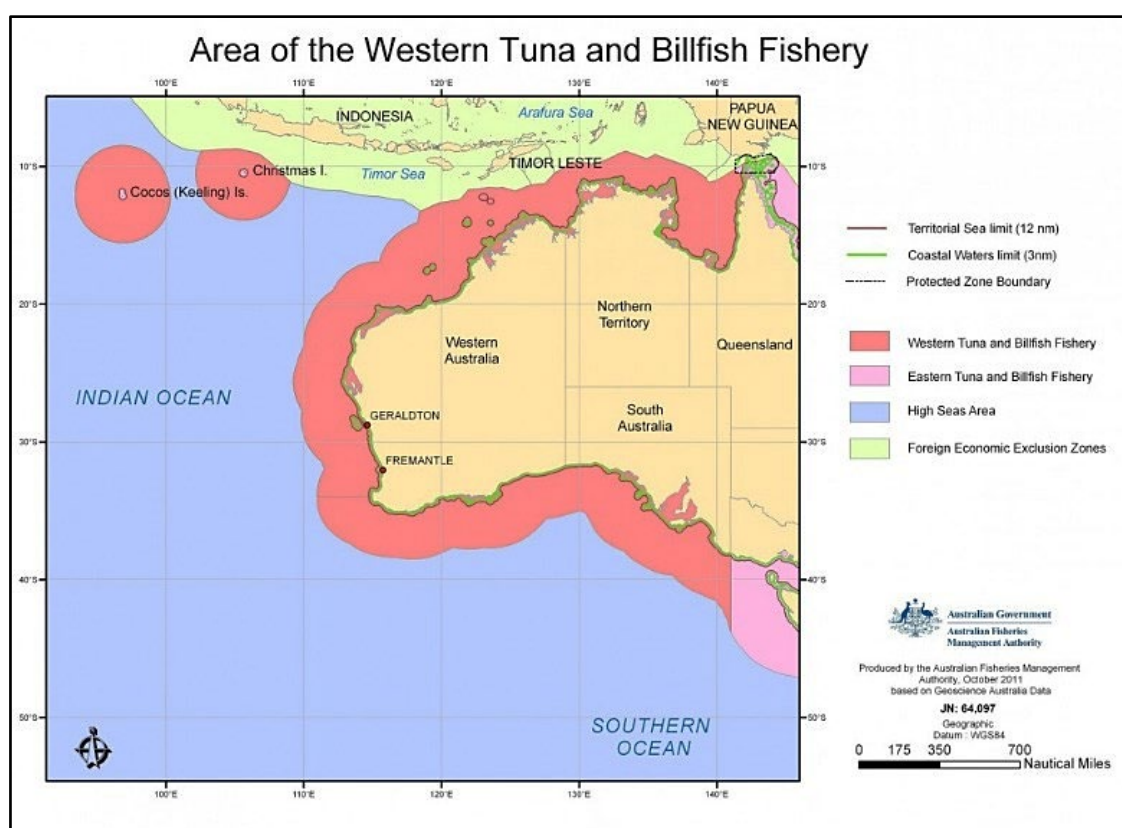 Area of the Western Tuna and Billfish Fishery
100°E 110°E 120°E 130°E 140°E
INDONESIA
Arafura Sea
PAPUA
NEW GUINEA
TIMOR LESTE
Timor Sea
10°S 10°S
Christmas I.
Cocos (Keeling) Is.
Territorial Sea limit (12 nm)
Coastal Waters limit (3nm)
Protected Zone Boundary
20°S 20°S
Northern
Territory
Western
Australia
Queensland
Western Tuna and Billfish Fishery
Eastern Tuna and Billfish Fishery
High Seas Area
Foreign Economic Exclusion Zones
INDIAN OCEAN
GERALDTON
South
Australia
30°S 30°S
FREMANTLE
40°S 40°S
Australian Government
Australian Fisheries
Management Authority
Produced by the Australian Fisheries Management
Authority, October 2011
based on Geoscience Australia Data
JN: 64,097
Geographic
Datum : WGS84
0 175 350 700
Nautical Miles
50°S 50°S
SOUTHERN
OCEAN
100°E 110°E 120°E 130°E 140°E